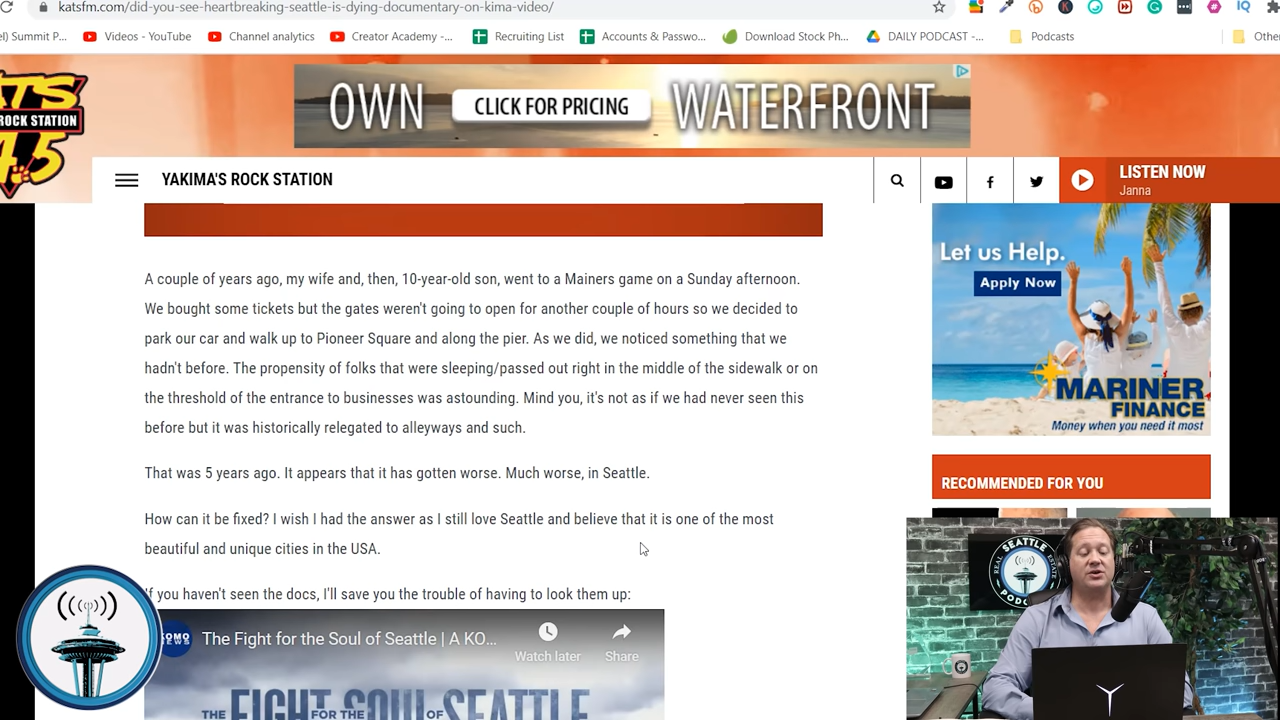 katsfm.com/did-you-see-heartbreaking-seattle-is-dying-documentary-on-kima-video/
el) Summit P... Videos - YouTube Channel analytics Creator Academy -... Recruiting List Accounts & Passwo... Download Stock Ph... DAILY PODCAST -... Podcasts Other
OWN CLICK FOR PRICING WATERFRONT
ATS
ROCK STATION
4.5
YAKIMA'S ROCK STATION
LISTEN NOW
Janna
A couple of years ago, my wife and, then, 10-year-old son, went to a Mainers game on a Sunday afternoon.
We bought some tickets but the gates weren't going to open for another couple of hours so we decided to
park our car and walk up to Pioneer Square and along the pier. As we did, we noticed something that we
hadn't before. The propensity of folks that were sleeping/passed out right in the middle of the sidewalk or on
the threshold of the entrance to businesses was astounding. Mind you, it's not as if we had never seen this
before but it was historically relegated to alleyways and such.
That was 5 years ago. It appears that it has gotten worse. Much worse, in Seattle.
How can it be fixed? I wish I had the answer as I still love Seattle and believe that it is one of the most
beautiful and unique cities in the USA.
If you haven't seen the docs, I'll save you the trouble of having to look them up:
KOMO
NEWS
The Fight for the Soul of Seattle | A KO...
Watch later
Share
THE FIGHT FOR THE SOUL OF SEATTLE
Let us Help.
Apply Now
MARINER
FINANCE
Money when you need it most
RECOMMENDED FOR YOU
REAL SEATTLE ESTATE
PODCAST